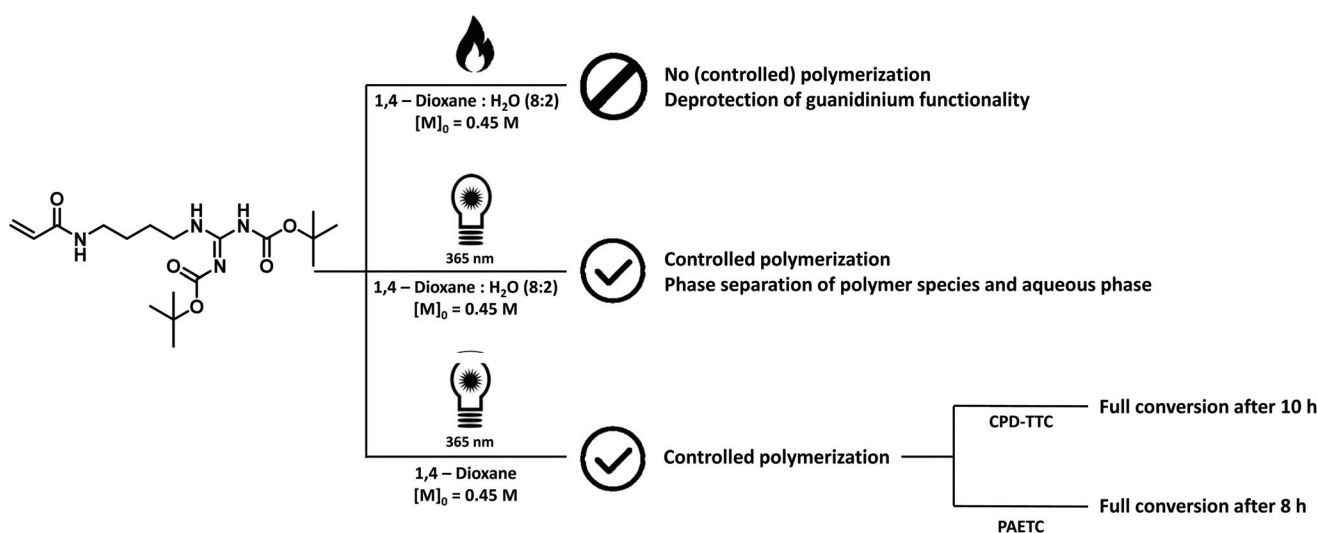 1,4 – Dioxane : H₂O (8:2)
[M]₀ = 0.45 M
No (controlled) polymerization
Deprotection of guanidinium functionality
O
N
H
H
N
H
N
O
O
N
O
O
365 nm
1,4 – Dioxane : H₂O (8:2)
[M]₀ = 0.45 M
Controlled polymerization
Phase separation of polymer species and aqueous phase
365 nm
1,4 – Dioxane
[M]₀ = 0.45 M
Controlled polymerization
CPD-TTC
Full conversion after 10 h
PAETC
Full conversion after 8 h